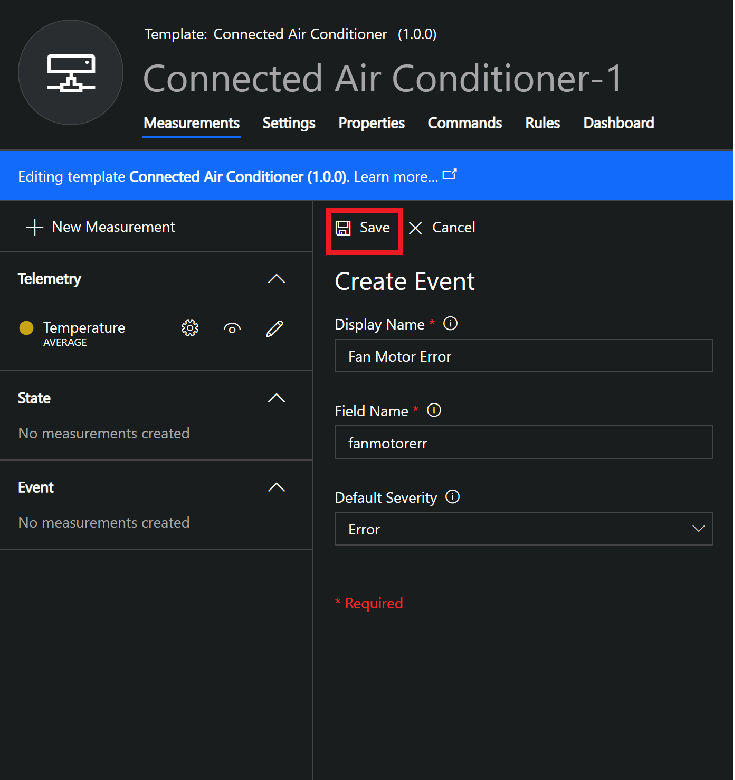 Template: Connected Air Conditioner (1.0.0)
Connected Air Conditioner-1
Measurements Settings Properties Commands Rules Dashboard
Editing template Connected Air Conditioner (1.0.0). Learn more...
New Measurement
Telemetry
Temperature
AVERAGE
State
No measurements created
Event
No measurements created
Save Cancel
Create Event
Display Name *
Fan Motor Error
Field Name *
fanmotorerr
Default Severity
Error
* Required